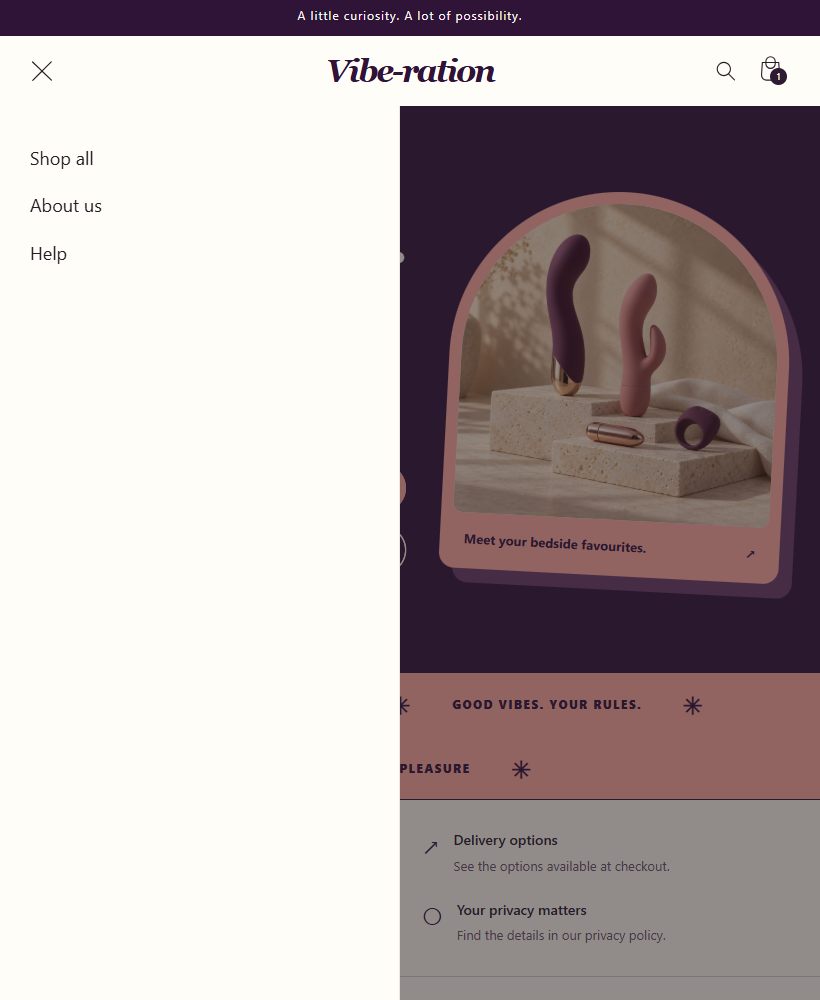 A little curiosity. A lot of possibility.
Vibe-ration
1
Shop all
About us
Help
Meet your bedside favourites.
GOOD VIBES. YOUR RULES.
PLEASURE
Delivery options
See the options available at checkout.
Your privacy matters
Find the details in our privacy policy.